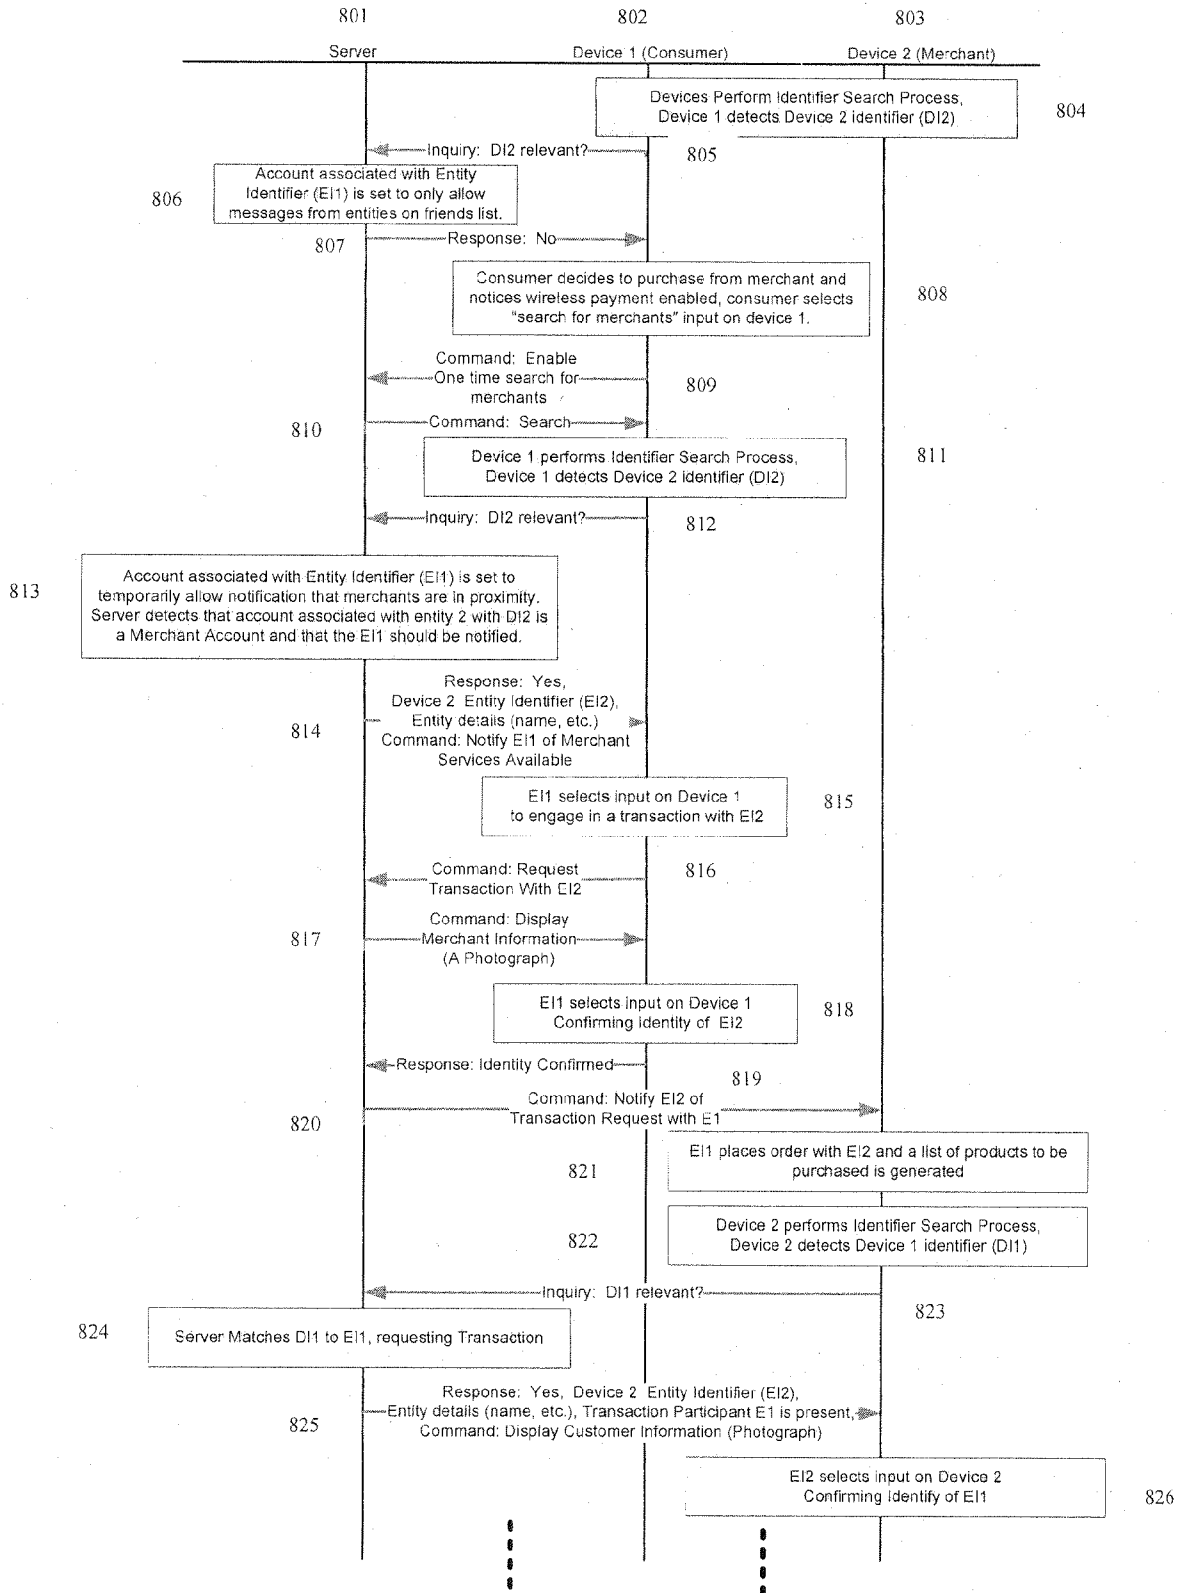 801
802
803
Server
Device 1 (Consumer)
Device 2 (Merchant)
Devices Perform Identifier Search Process,
Device 1 detects Device 2 identifier (DI2)
804
Inquiry: DI2 relevant?
805
Account associated with Entity
Identifier (EI1) is set to only allow
messages from entities on friends list.
806
807
Response: No
Consumer decides to purchase from merchant and
notices wireless payment enabled, consumer selects
"search for merchants" input on device 1.
808
Command: Enable
One time search for
merchants
809
810
Command: Search
Device 1 performs Identifier Search Process,
Device 1 detects Device 2 identifier (DI2)
811
Inquiry: DI2 relevant?
812
813
Account associated with Entity Identifier (EI1) is set to
temporarily allow notification that merchants are in proximity.
Server detects that account associated with entity 2 with DI2 is
a Merchant Account and that the EI1 should be notified.
814
Response: Yes,
Device 2 Entity Identifier (EI2),
Entity details (name, etc.)
Command: Notify EI1 of Merchant
Services Available
EI1 selects input on Device 1
to engage in a transaction with EI2
815
Command: Request
Transaction With EI2
816
817
Command: Display
Merchant Information
(A Photograph)
EI1 selects input on Device 1
Confirming Identity of EI2
818
Response: Identity Confirmed
819
820
Command: Notify EI2 of
Transaction Request with E1
821
EI1 places order with EI2 and a list of products to be
purchased is generated
822
Device 2 performs Identifier Search Process,
Device 2 detects Device 1 identifier (DI1)
Inquiry: DI1 relevant?
823
824
Server Matches DI1 to EI1, requesting Transaction
825
Response: Yes, Device 2 Entity Identifier (EI2),
Entity details (name, etc.), Transaction Participant E1 is present,
Command: Display Customer Information (Photograph)
EI2 selects input on Device 2
Confirming Identify of EI1
826